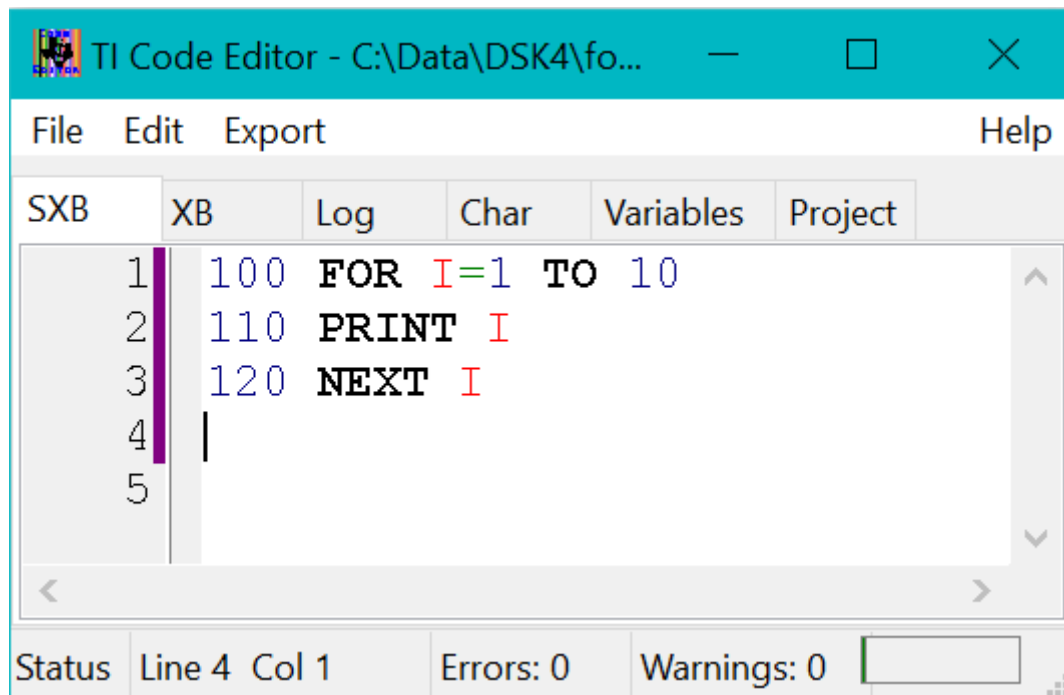 TI Code Editor - C:\Data\DSK4\fo...
File Edit Export Help
SXB XB Log Char Variables Project
1 100 FOR I=1 TO 10
2 110 PRINT I
3 120 NEXT I
4
5
Status Line 4 Col 1 Errors: 0 Warnings: 0